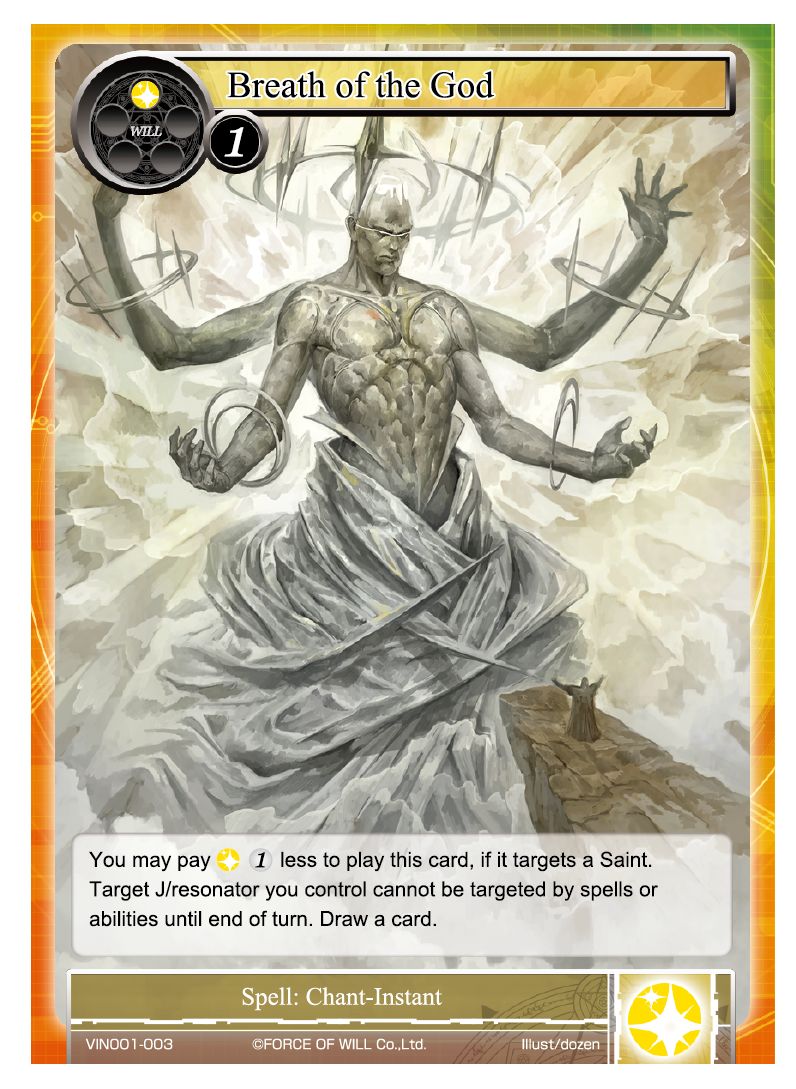 Breath of the God
WILL
1
You may pay 1 less to play this card, if it targets a Saint.
Target J/resonator you control cannot be targeted by spells or
abilities until end of turn. Draw a card.
Spell: Chant-Instant
VIN001-003 ©FORCE OF WILL Co.,Ltd. Illust/dozen